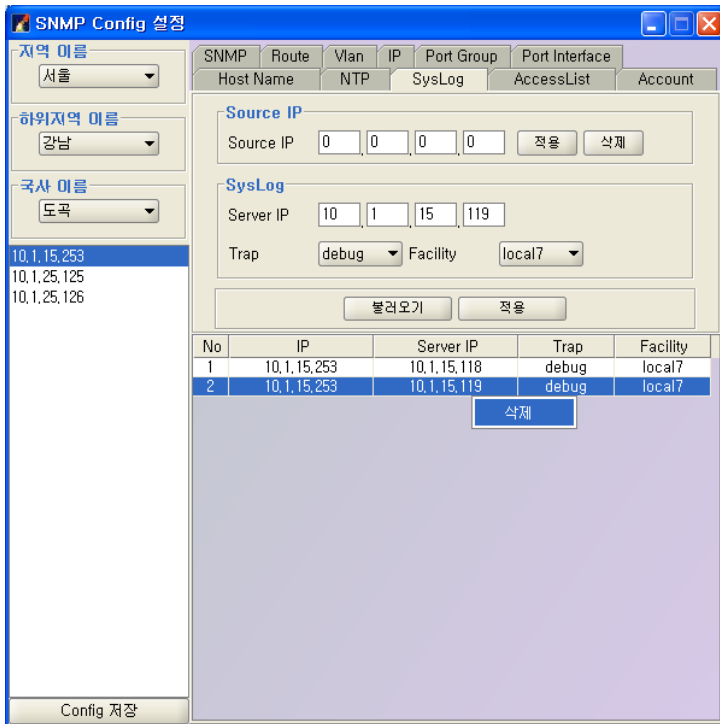 SNMP Config 설정
지역 이름
서울
하위지역 이름
강남
국사 이름
도곡
10,1,15,253
10,1,25,125
10,1,25,126
Config 저장
SNMP Route Vlan IP Port Group Port Interface
Host Name NTP SysLog AccessList Account
Source IP
Source IP 0 . 0 . 0 . 0 적용 삭제
SysLog
Server IP 10 . 1 . 15 . 119
Trap debug Facility local7
불러오기 적용
No IP Server IP Trap Facility
1 10,1,15,253 10,1,15,118 debug local7
2 10,1,15,253 10,1,15,119 debug local7
삭제